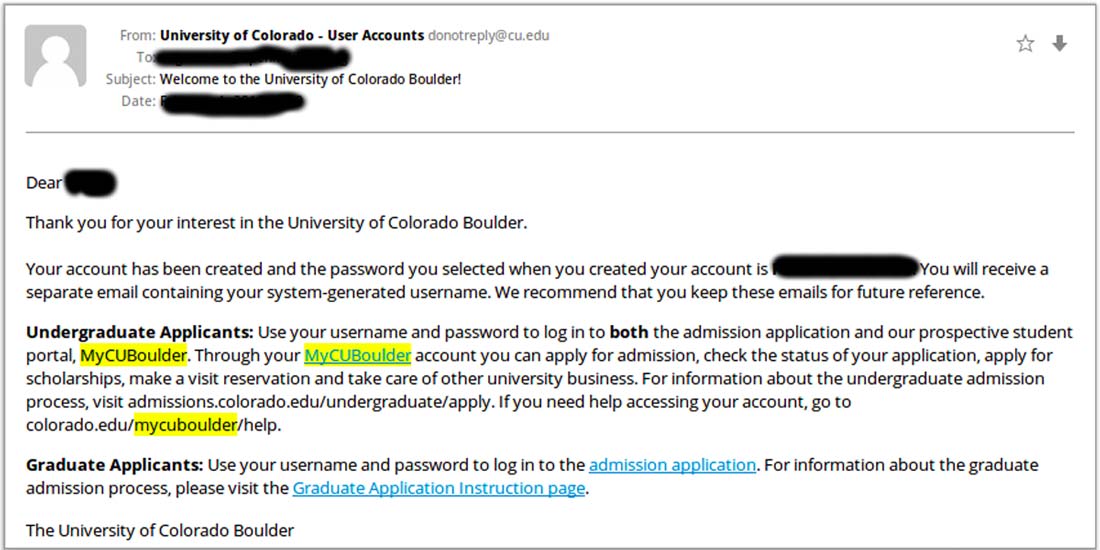 From: University of Colorado - User Accounts donotreply@cu.edu
To:
Subject: Welcome to the University of Colorado Boulder!
Date:
Dear
Thank you for your interest in the University of Colorado Boulder.
Your account has been created and the password you selected when you created your account is You will receive a
separate email containing your system-generated username. We recommend that you keep these emails for future reference.
Undergraduate Applicants: Use your username and password to log in to both the admission application and our prospective student
portal, MyCUBoulder. Through your MyCUBoulder account you can apply for admission, check the status of your application, apply for
scholarships, make a visit reservation and take care of other university business. For information about the undergraduate admission
process, visit admissions.colorado.edu/undergraduate/apply. If you need help accessing your account, go to
colorado.edu/mycuboulder/help.
Graduate Applicants: Use your username and password to log in to the admission application. For information about the graduate
admission process, please visit the Graduate Application Instruction page.
The University of Colorado Boulder